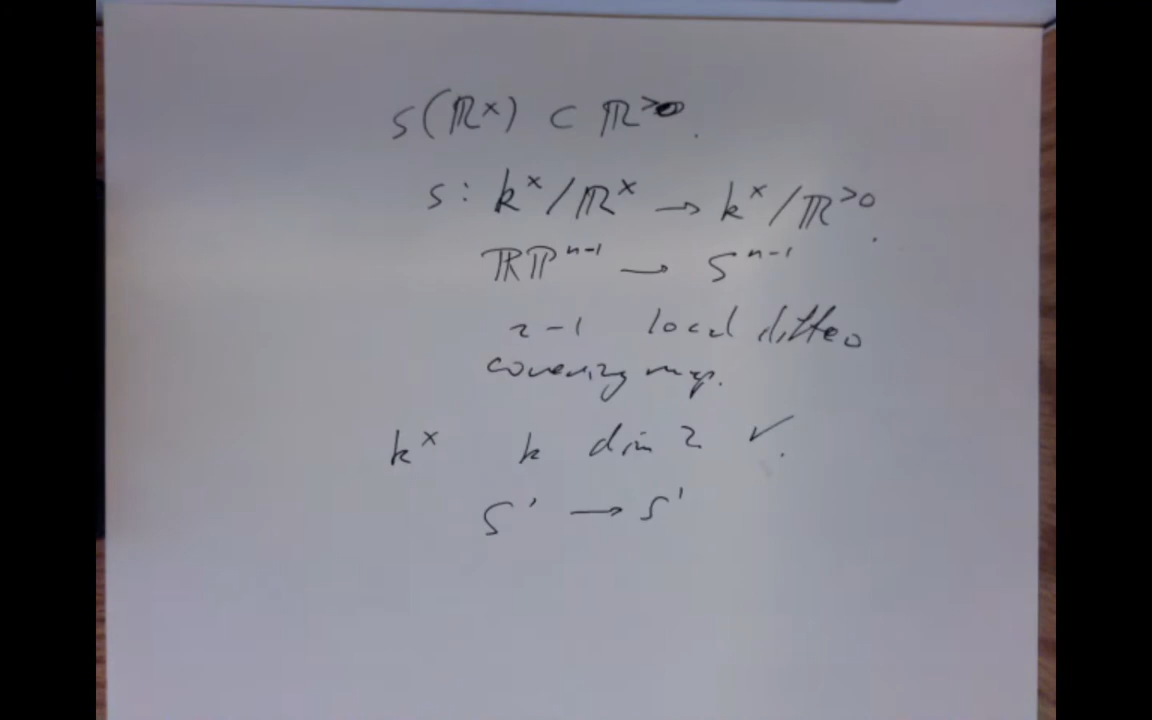 s(ℝ^×) ⊂ ℝ^{>0}.
s: k^×/ℝ^× → k^×/ℝ^{>0}.
ℝℙ^{n-1} → S^{n-1}
2-1 local diffeo
covering map.
k^× k dim 2 ✓.
S^1 → S^1